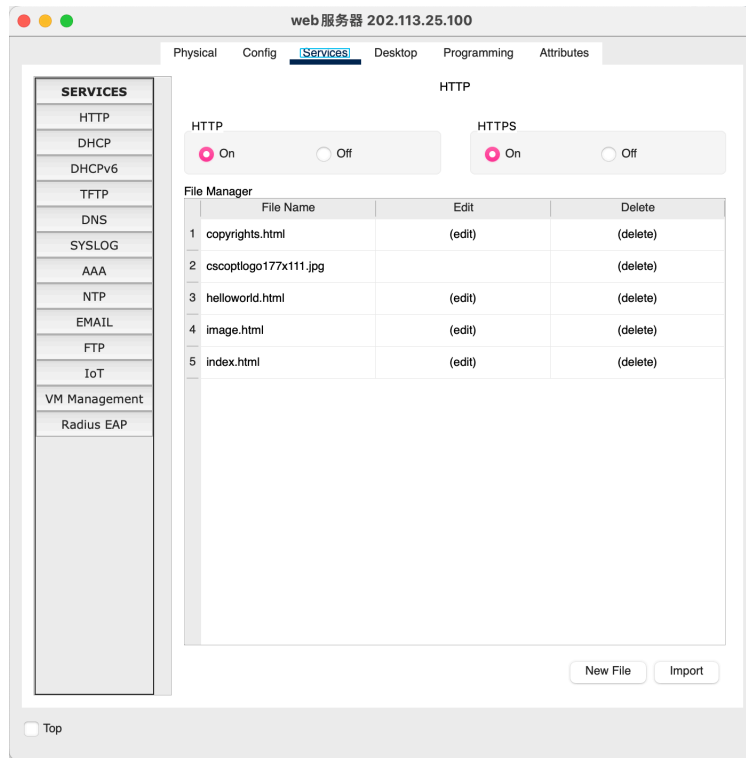 web服务器 202.113.25.100
Physical Config Services Desktop Programming Attributes
SERVICES
HTTP
DHCP
DHCPv6
TFTP
DNS
SYSLOG
AAA
NTP
EMAIL
FTP
IoT
VM Management
Radius EAP
HTTP
HTTP
On Off
HTTPS
On Off
File Manager
File Name Edit Delete
1 copyrights.html (edit) (delete)
2 cscoptlogo177x111.jpg (delete)
3 helloworld.html (edit) (delete)
4 image.html (edit) (delete)
5 index.html (edit) (delete)
New File Import
Top